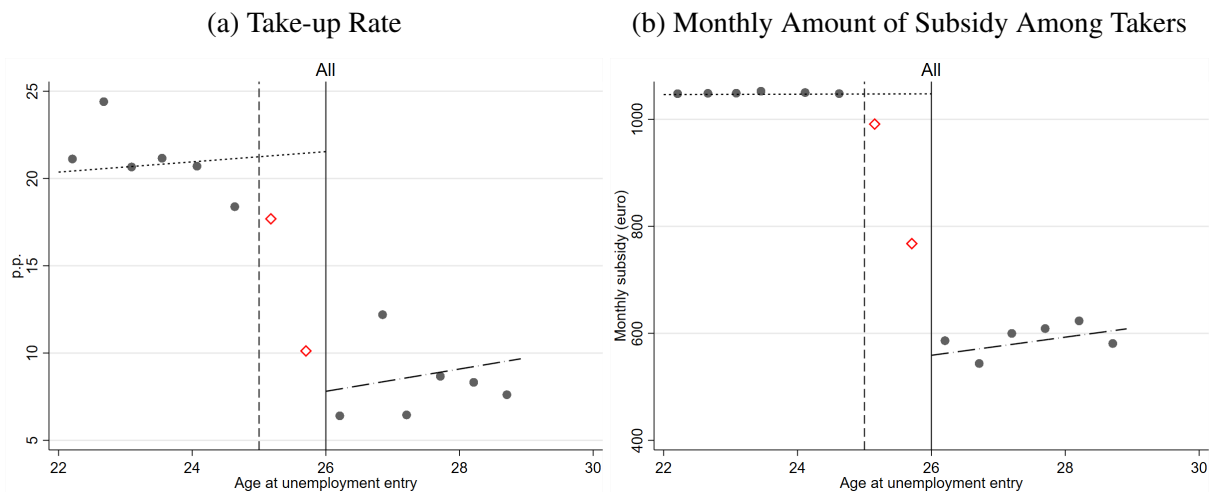 (a) Take-up Rate
All
p.p.
25
20
15
10
5
22 24 26 28 30
Age at unemployment entry
(b) Monthly Amount of Subsidy Among Takers
All
Monthly subsidy (euro)
1000
800
600
400
22 24 26 28 30
Age at unemployment entry